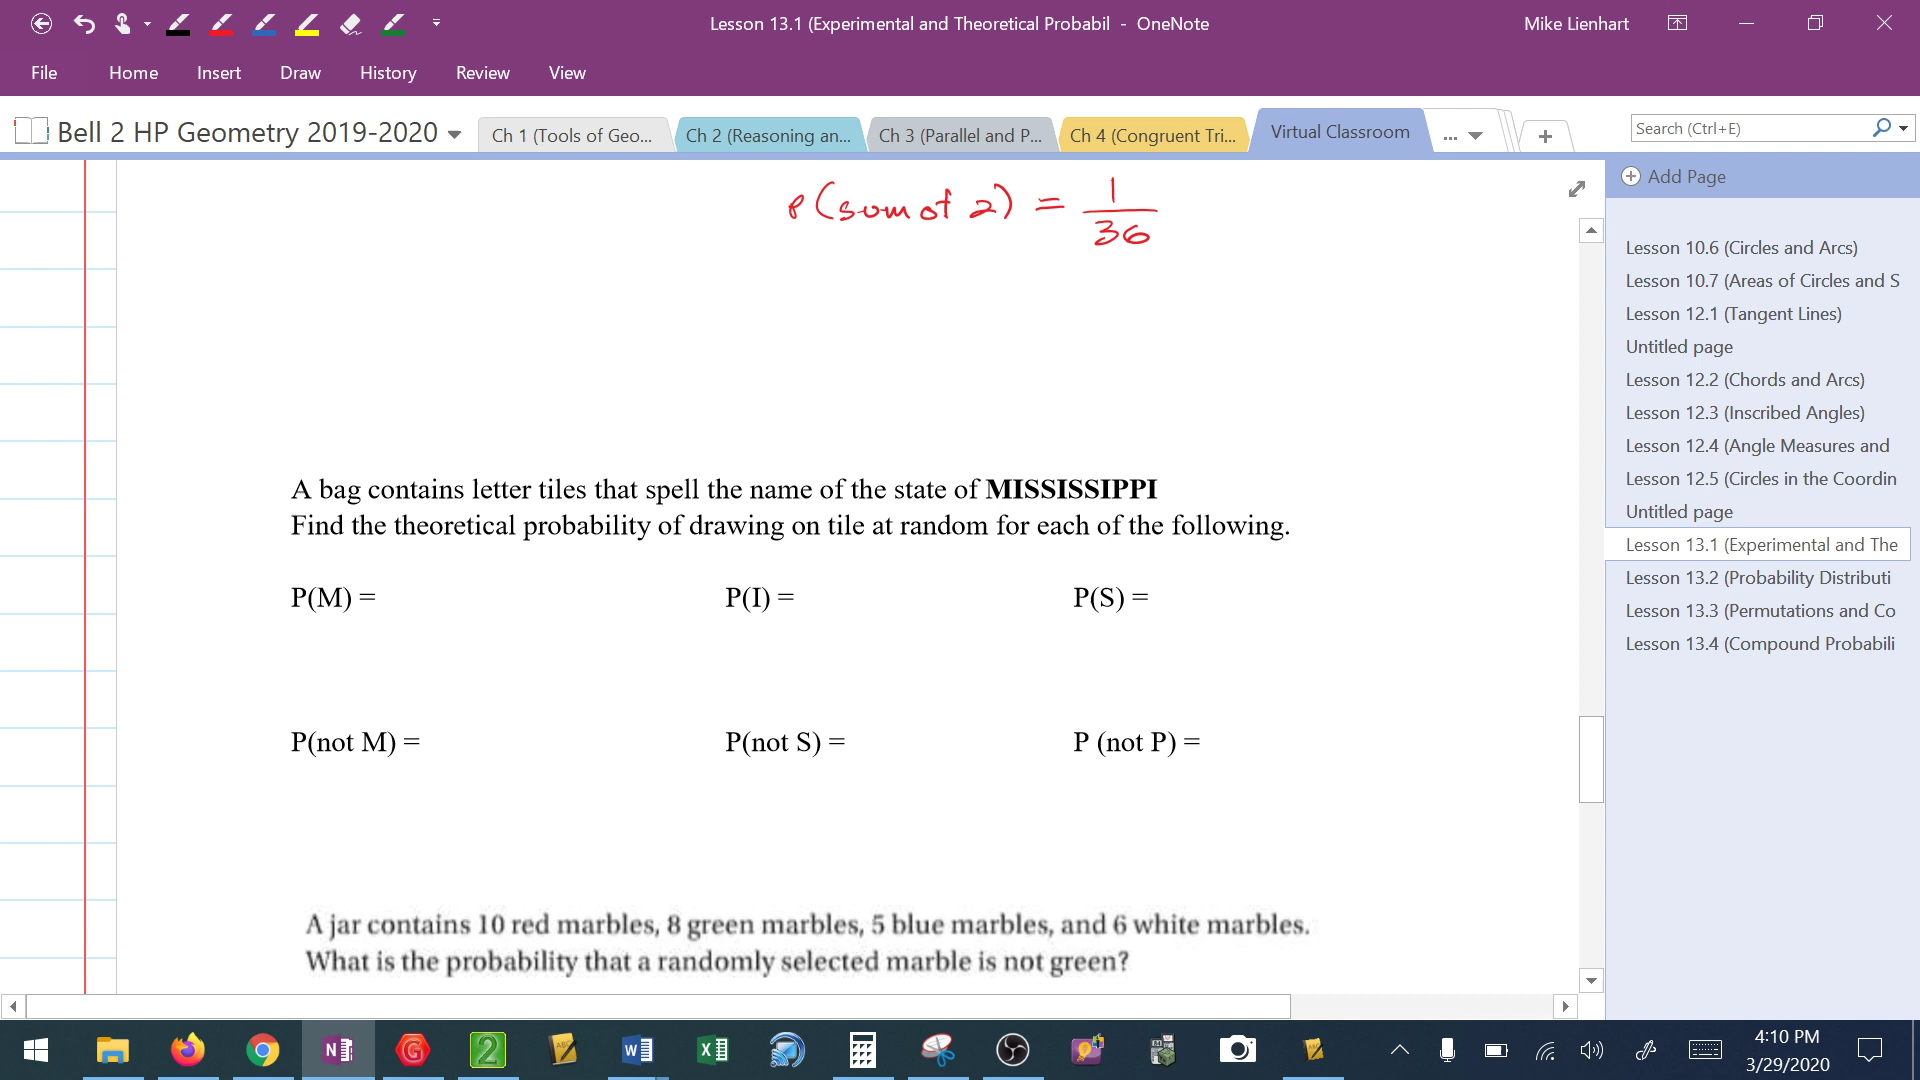 Lesson 13.1 (Experimental and Theoretical Probabil - OneNote
Mike Lienhart
File Home Insert Draw History Review View
Bell 2 HP Geometry 2019-2020
Ch 1 (Tools of Geo...
Ch 2 (Reasoning an...
Ch 3 (Parallel and P...
Ch 4 (Congruent Tri...
Virtual Classroom
...
+
Search (Ctrl+E)
P(sum of 2) = 1/36
A bag contains letter tiles that spell the name of the state of MISSISSIPPI
Find the theoretical probability of drawing on tile at random for each of the following.
P(M) = P(I) = P(S) =
P(not M) = P(not S) = P (not P) =
A jar contains 10 red marbles, 8 green marbles, 5 blue marbles, and 6 white marbles.
What is the probability that a randomly selected marble is not green?
Add Page
Lesson 10.6 (Circles and Arcs)
Lesson 10.7 (Areas of Circles and S
Lesson 12.1 (Tangent Lines)
Untitled page
Lesson 12.2 (Chords and Arcs)
Lesson 12.3 (Inscribed Angles)
Lesson 12.4 (Angle Measures and
Lesson 12.5 (Circles in the Coordin
Untitled page
Lesson 13.1 (Experimental and The
Lesson 13.2 (Probability Distributi
Lesson 13.3 (Permutations and Co
Lesson 13.4 (Compound Probabili
4:10 PM
3/29/2020